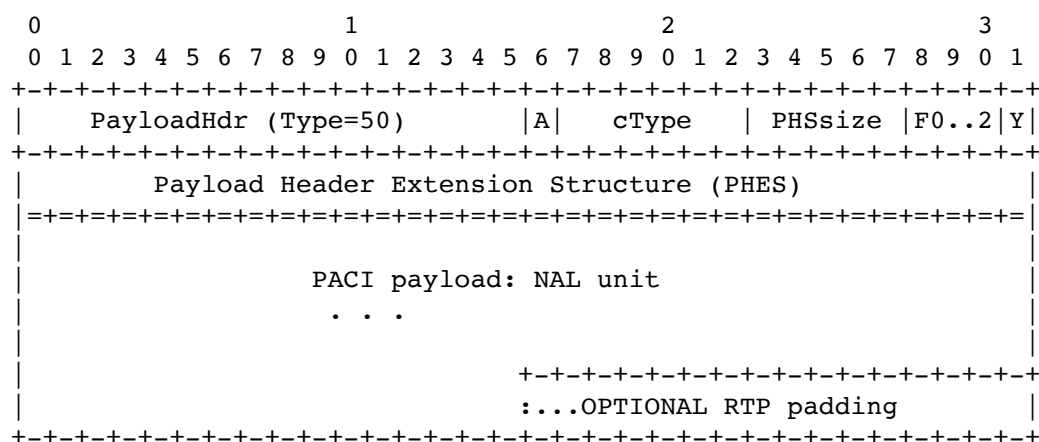 0                   1                   2                   3
 0 1 2 3 4 5 6 7 8 9 0 1 2 3 4 5 6 7 8 9 0 1 2 3 4 5 6 7 8 9 0 1
+-+-+-+-+-+-+-+-+-+-+-+-+-+-+-+-+-+-+-+-+-+-+-+-+-+-+-+-+-+-+-+-+
|    PayloadHdr (Type=50)       |A|   cType   | PHSsize |F0..2|Y|
+-+-+-+-+-+-+-+-+-+-+-+-+-+-+-+-+-+-+-+-+-+-+-+-+-+-+-+-+-+-+-+-+
|        Payload Header Extension Structure (PHES)              |
|=+=+=+=+=+=+=+=+=+=+=+=+=+=+=+=+=+=+=+=+=+=+=+=+=+=+=+=+=+=+=+=|
|                                                               |
|                  PACI payload: NAL unit                       |
|                   . . .                                       |
|                                                               |
|                               +-+-+-+-+-+-+-+-+-+-+-+-+-+-+-+-+
|                               :...OPTIONAL RTP padding        |
+-+-+-+-+-+-+-+-+-+-+-+-+-+-+-+-+-+-+-+-+-+-+-+-+-+-+-+-+-+-+-+-+